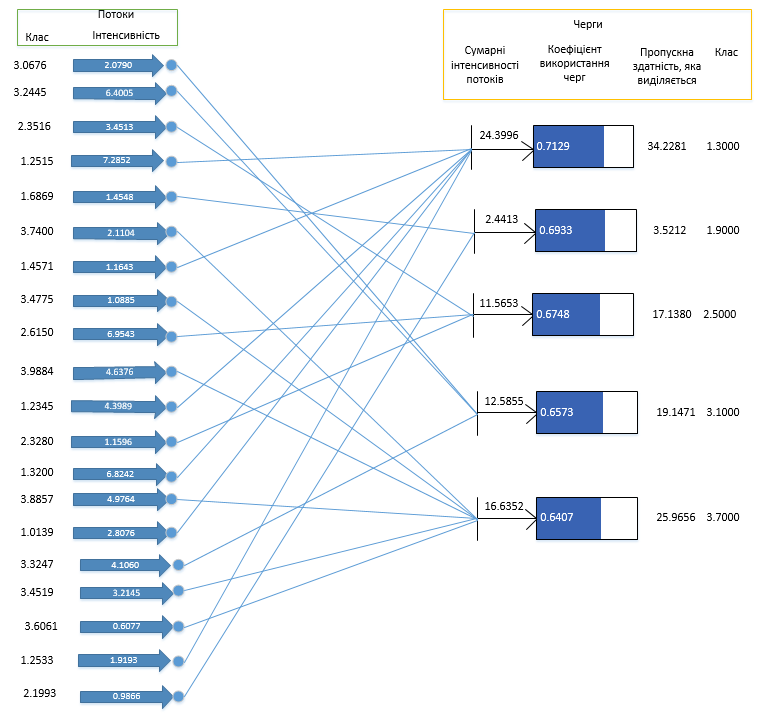 Потоки
Клас Інтенсивність
3.0676 2.0790
3.2445 6.4005
2.3516 3.4513
1.2515 7.2852
1.6869 1.4548
3.7400 2.1104
1.4571 1.1643
3.4775 1.0885
2.6150 6.9543
3.9884 4.6376
1.2345 4.3989
2.3280 1.1596
1.3200 6.8242
3.8857 4.9764
1.0139 2.8076
3.3247 4.1060
3.4519 3.2145
3.6061 0.6077
1.2533 1.9193
2.1993 0.9866
Черги
Сумарні
інтенсивності
потоків
Коефіцієнт
використання
черг
Пропускна
здатність, яка
виділяється
Клас
24.3996 0.7129 34.2281 1.3000
2.4413 0.6933 3.5212 1.9000
11.5653 0.6748 17.1380 2.5000
12.5855 0.6573 19.1471 3.1000
16.6352 0.6407 25.9656 3.7000